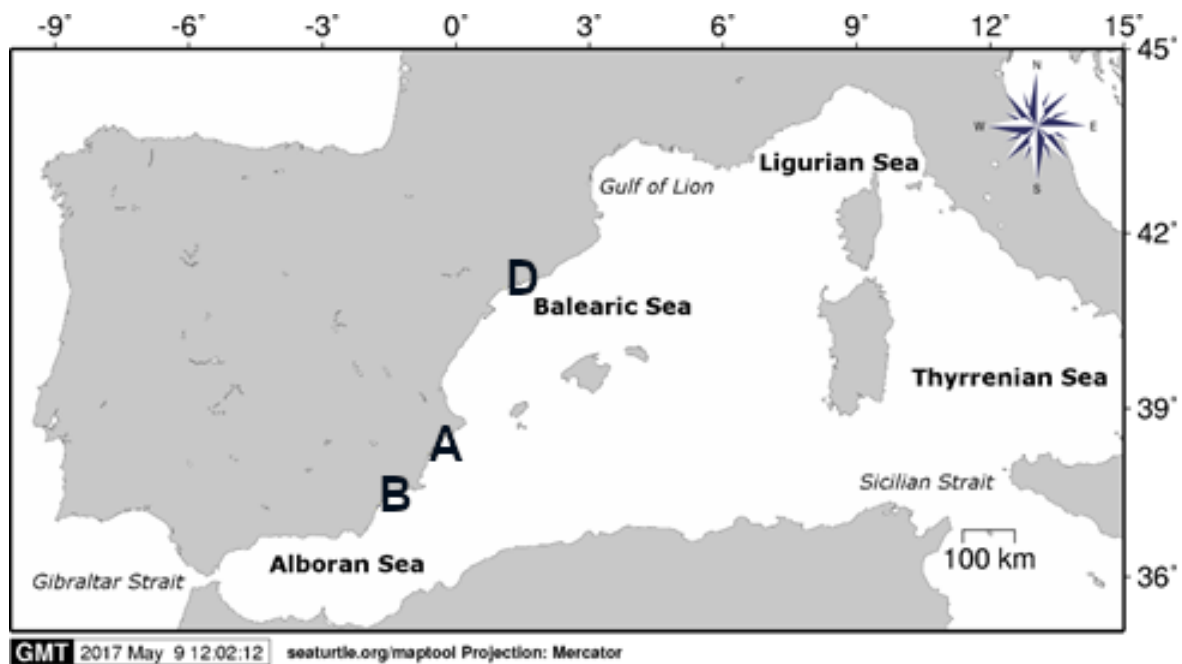 -9° -6° -3° 0° 3° 6° 9° 12° 15°
45°
N
W E
S
Ligurian Sea
Gulf of Lion
42°
D
Balearic Sea
Thyrrenian Sea
39°
A
B
Sicilian Strait
100 km
Alboran Sea
Gibraltar Strait
36°
GMT 2017 May 9 12:02:12 seaturtle.org/maptool Projection: Mercator